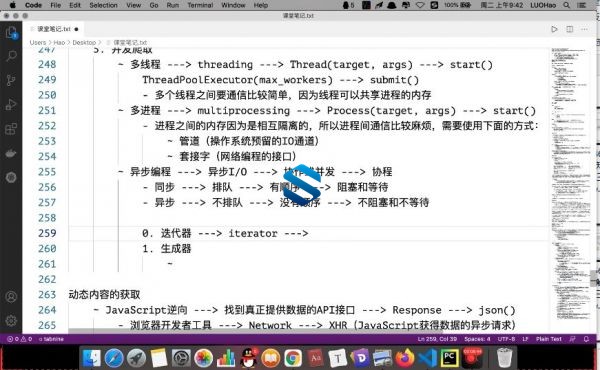 Code File Edit Selection View Go Run Terminal Window Help 5 周二 上午9:42 LUOHao
课堂笔记.txt
课堂笔记.txt
Users > Hao > Desktop > 课堂笔记.txt
247 3. 并发爬取
248 ~ 多线程 ---> threading ---> Thread(target, args) ---> start()
249 ThreadPoolExecutor(max_workers) ---> submit()
250 - 多个线程之间要通信比较简单，因为线程可以共享进程的内存
251 ~ 多进程 ---> multiprocessing ---> Process(target, args) ---> start()
252 - 进程之间的内存因为是相互隔离的，所以进程间通信比较麻烦，需要使用下面的方式：
253 ~ 管道（操作系统预留的IO通道）
254 ~ 套接字（网络编程的接口）
255 ~ 异步编程 ---> 异步I/O ---> 协作式并发 ---> 协程
256 - 同步 ---> 排队 ---> 有顺序 ---> 阻塞和等待
257 - 异步 ---> 不排队 ---> 没有顺序 ---> 不阻塞和不等待
258
259 0. 迭代器 ---> iterator --->
260 1. 生成器
261 ~
262
263 动态内容的获取
264 ~ JavaScript逆向 ---> 找到真正提供数据的API接口 ---> Response ---> json()
265 - 浏览器开发者工具 ---> Network ---> XHR（JavaScript获得数据的异步请求）
0 0 tabnine Ln 259, Col 39 Spaces: 4 UTF-8 LF Plain Text